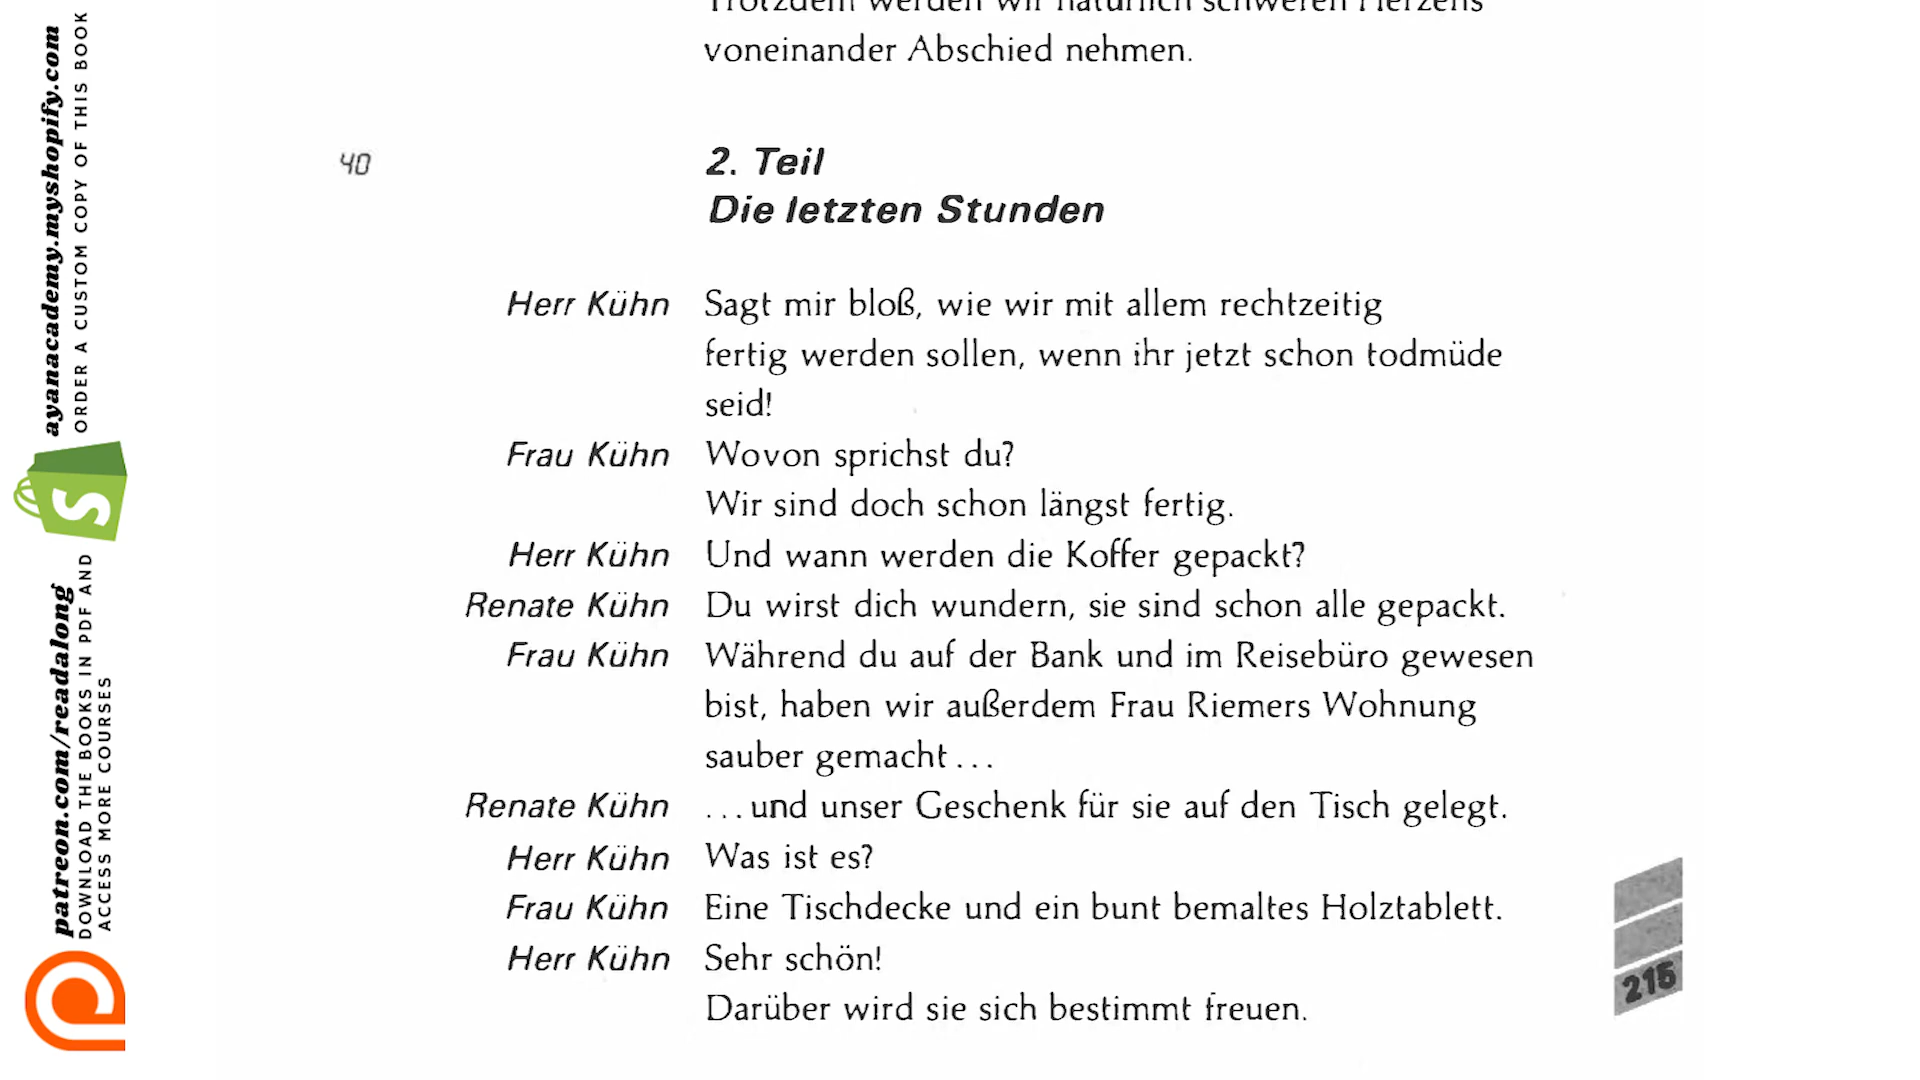 Trotzdem werden wir natürlich schweren Herzens
voneinander Abschied nehmen.
40
2. Teil
Die letzten Stunden
Herr Kühn Sagt mir bloß, wie wir mit allem rechtzeitig
fertig werden sollen, wenn ihr jetzt schon todmüde
seid!
Frau Kühn Wovon sprichst du?
Wir sind doch schon längst fertig.
Herr Kühn Und wann werden die Koffer gepackt?
Renate Kühn Du wirst dich wundern, sie sind schon alle gepackt.
Frau Kühn Während du auf der Bank und im Reisebüro gewesen
bist, haben wir außerdem Frau Riemers Wohnung
sauber gemacht...
Renate Kühn ...und unser Geschenk für sie auf den Tisch gelegt.
Herr Kühn Was ist es?
Frau Kühn Eine Tischdecke und ein bunt bemaltes Holztablett.
Herr Kühn Sehr schön!
Darüber wird sie sich bestimmt freuen.
215
ayanacademy.myshopify.com
ORDER A CUSTOM COPY OF THIS BOOK
patreon.com/readalong
DOWNLOAD THE BOOKS IN PDF AND
ACCESS MORE COURSES